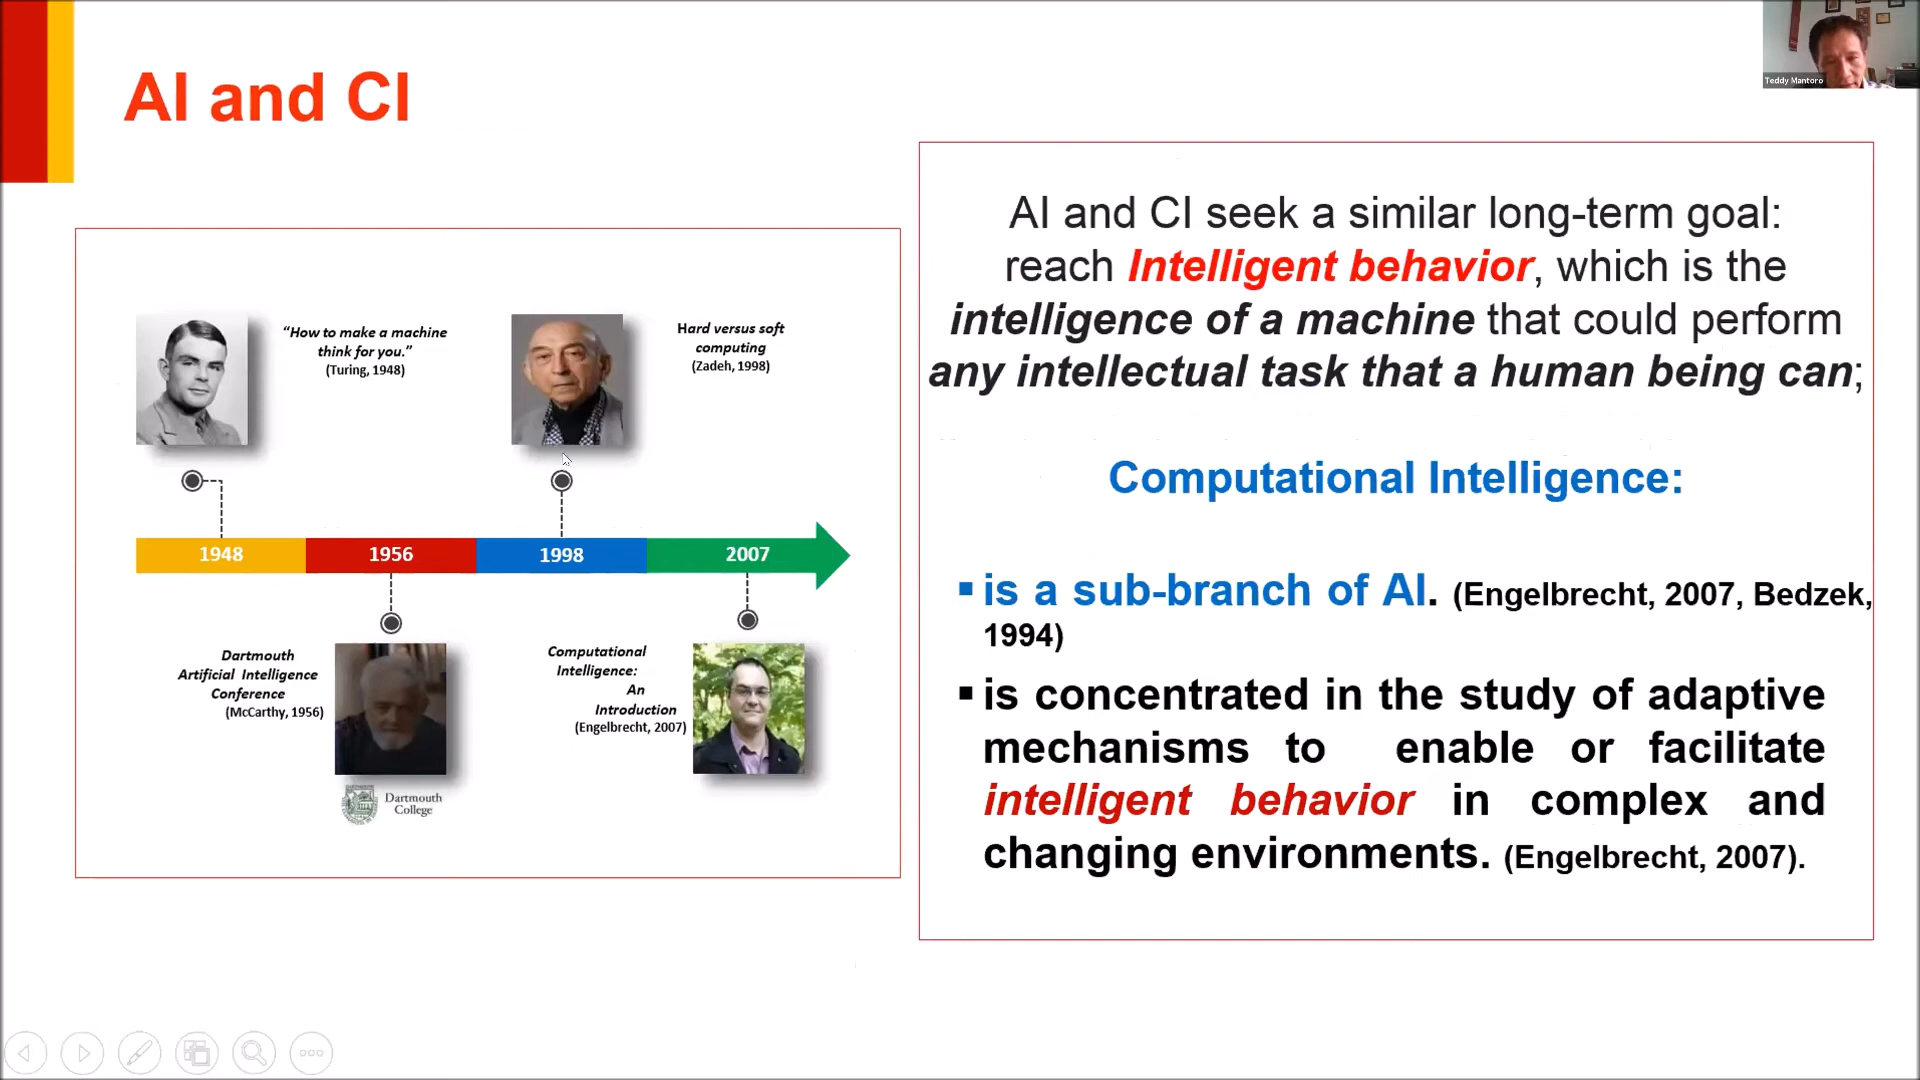 AI and CI
Teddy Mantoro
“How to make a machine
think for you.”
(Turing, 1948)
Hard versus soft
computing
(Zadeh, 1998)
1948
1956
1998
2007
Dartmouth
Artificial Intelligence
Conference
(McCarthy, 1956)
Dartmouth
College
Computational
Intelligence:
An
Introduction
(Engelbrecht, 2007)
AI and CI seek a similar long-term goal:
reach Intelligent behavior, which is the
intelligence of a machine that could perform
any intellectual task that a human being can;
Computational Intelligence:
▪ is a sub-branch of AI. (Engelbrecht, 2007, Bedzek,
1994)
▪ is concentrated in the study of adaptive
mechanisms to enable or facilitate
intelligent behavior in complex and
changing environments. (Engelbrecht, 2007).